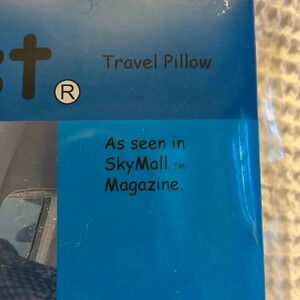 st®
Travel Pillow
As seen in
SkyMall™
Magazine.